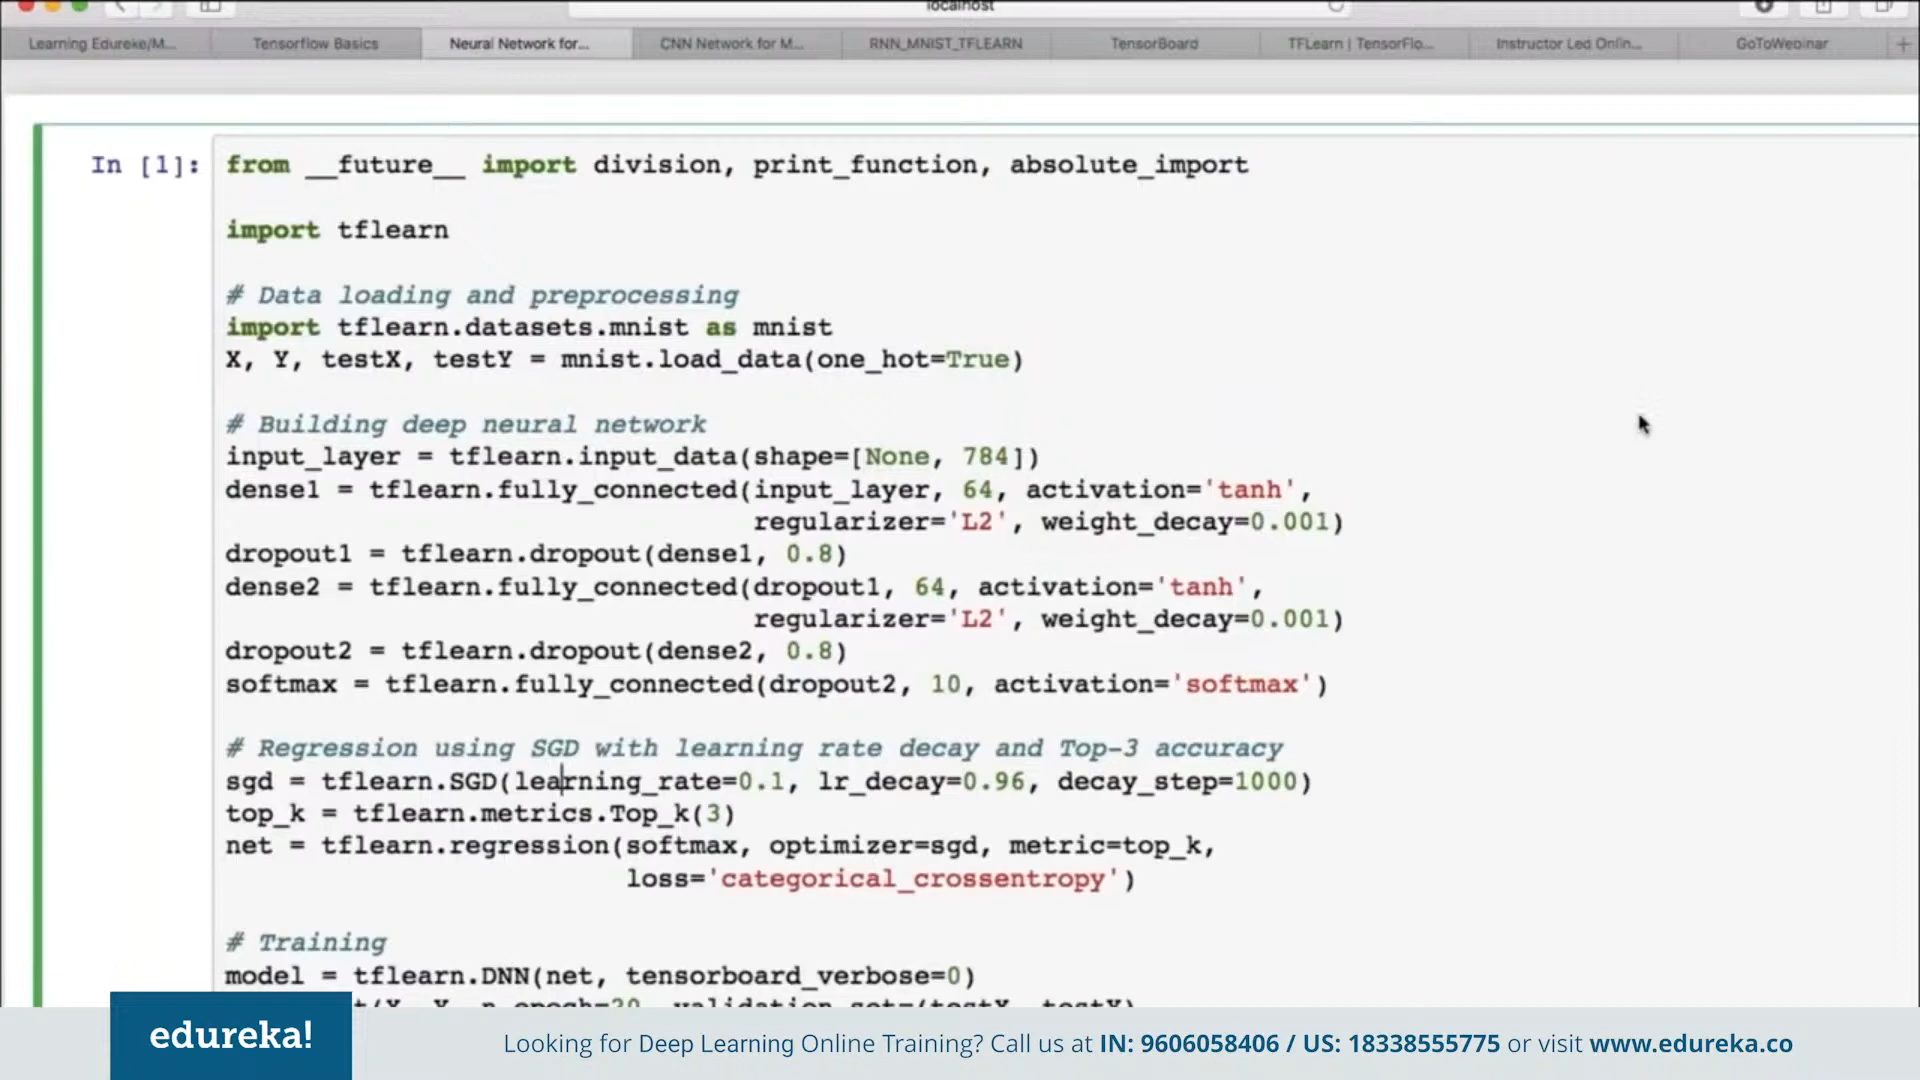 localhost
Learning Edureke/M...
Tensorflow Basics
Neural Network for...
CNN Network for M...
RNN_MNIST_TFLEARN
TensorBoard
TFLearn | TensorFlo...
Instructor Led Onlin...
GoToWebinar
In [1]:
from __future__ import division, print_function, absolute_import
import tflearn
# Data loading and preprocessing
import tflearn.datasets.mnist as mnist
X, Y, testX, testY = mnist.load_data(one_hot=True)
# Building deep neural network
input_layer = tflearn.input_data(shape=[None, 784])
dense1 = tflearn.fully_connected(input_layer, 64, activation='tanh',
regularizer='L2', weight_decay=0.001)
dropout1 = tflearn.dropout(dense1, 0.8)
dense2 = tflearn.fully_connected(dropout1, 64, activation='tanh',
regularizer='L2', weight_decay=0.001)
dropout2 = tflearn.dropout(dense2, 0.8)
softmax = tflearn.fully_connected(dropout2, 10, activation='softmax')
# Regression using SGD with learning rate decay and Top-3 accuracy
sgd = tflearn.SGD(learning_rate=0.1, lr_decay=0.96, decay_step=1000)
top_k = tflearn.metrics.Top_k(3)
net = tflearn.regression(softmax, optimizer=sgd, metric=top_k,
loss='categorical_crossentropy')
# Training
model = tflearn.DNN(net, tensorboard_verbose=0)
edureka!
Looking for Deep Learning Online Training? Call us at IN: 9606058406 / US: 18338555775 or visit www.edureka.co